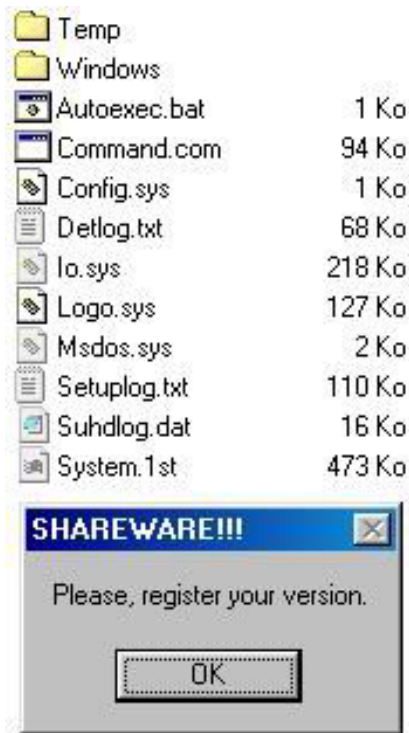 Temp
Windows
Autoexec.bat 1 Ko
Command.com 94 Ko
Config.sys 1 Ko
Detlog.txt 68 Ko
Io.sys 218 Ko
Logo.sys 127 Ko
Msdos.sys 2 Ko
Setuplog.txt 110 Ko
Suhdlog.dat 16 Ko
System.1st 473 Ko
SHAREWARE!!!
Please, register your version.
OK